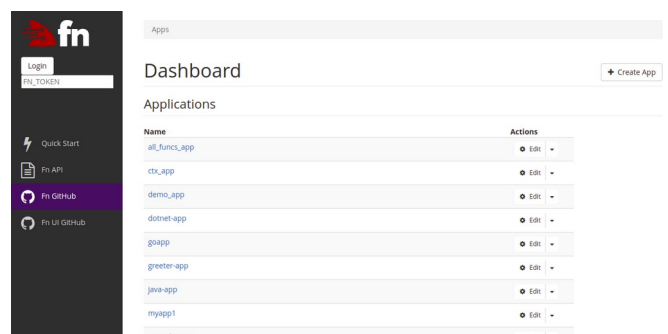 fn
Login
FN_TOKEN
Quick Start
Fn API
Fn GitHub
Fn UI GitHub
Apps
Dashboard
+ Create App
Applications
Name Actions
all_funcs_app Edit
ctx_app Edit
demo_app Edit
dotnet-app Edit
goapp Edit
greeter-app Edit
java-app Edit
myapp1 Edit